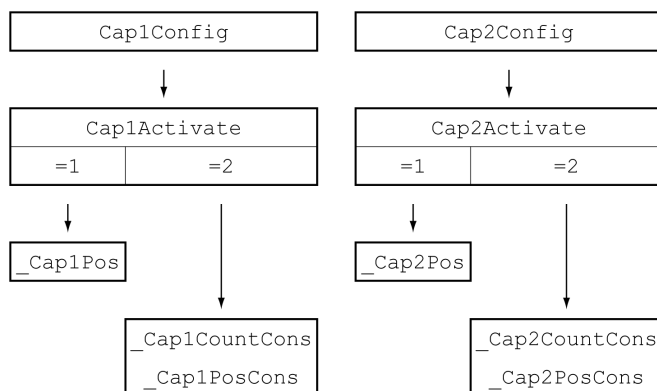 Cap1Config
Cap2Config
Cap1Activate
Cap2Activate
=1
=2
=1
=2
_Cap1Pos
_Cap2Pos
_Cap1CountCons
_Cap1PosCons
_Cap2CountCons
_Cap2PosCons